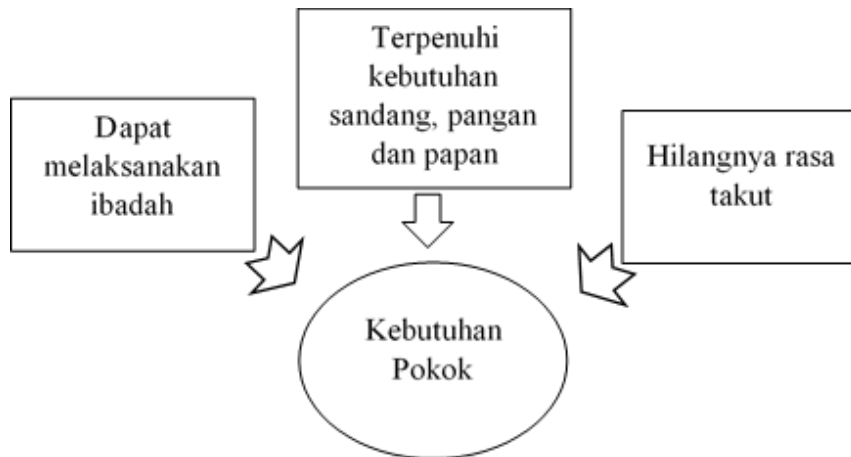 Dapat
melaksanakan
ibadah
Terpenuhi
kebutuhan
sandang, pangan
dan papan
Hilangnya rasa
takut
Kebutuhan
Pokok